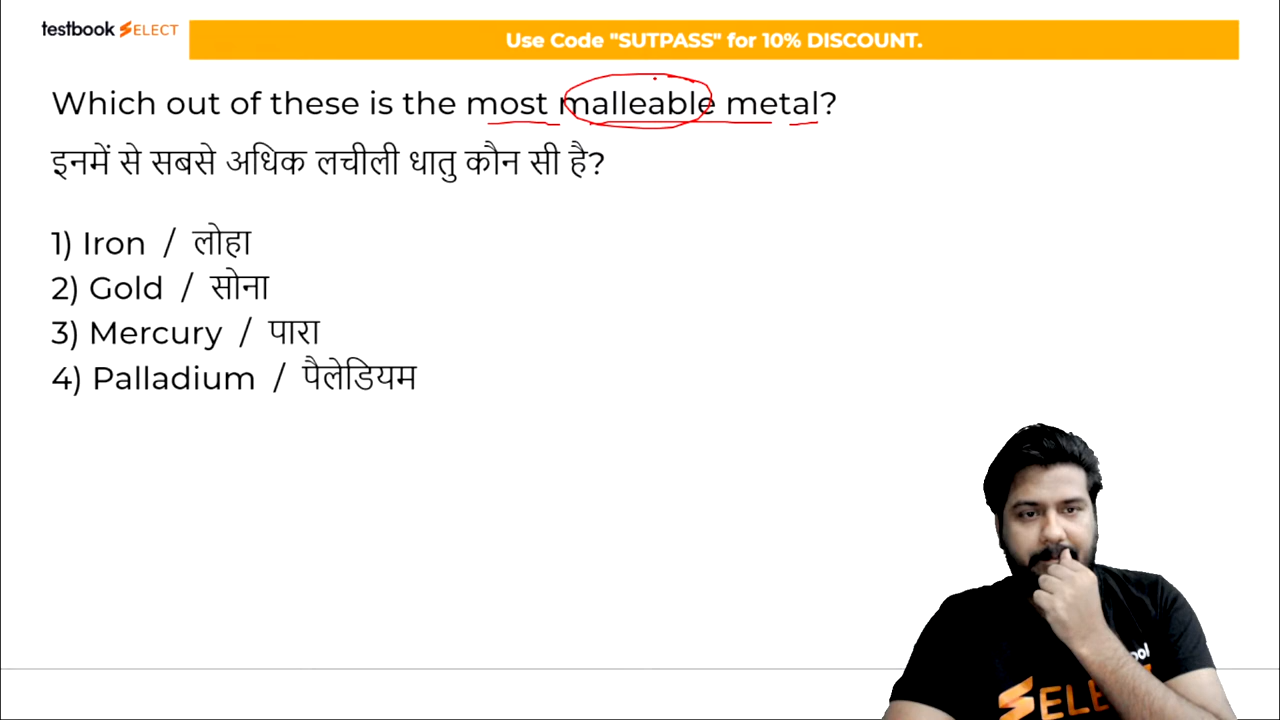 testbook SELECT
Use Code "SUTPASS" for 10% DISCOUNT.
Which out of these is the most malleable metal?
इनमें से सबसे अधिक लचीली धातु कौन सी है?
1) Iron / लोहा
2) Gold / सोना
3) Mercury / पारा
4) Palladium / पैलेडियम
SELE